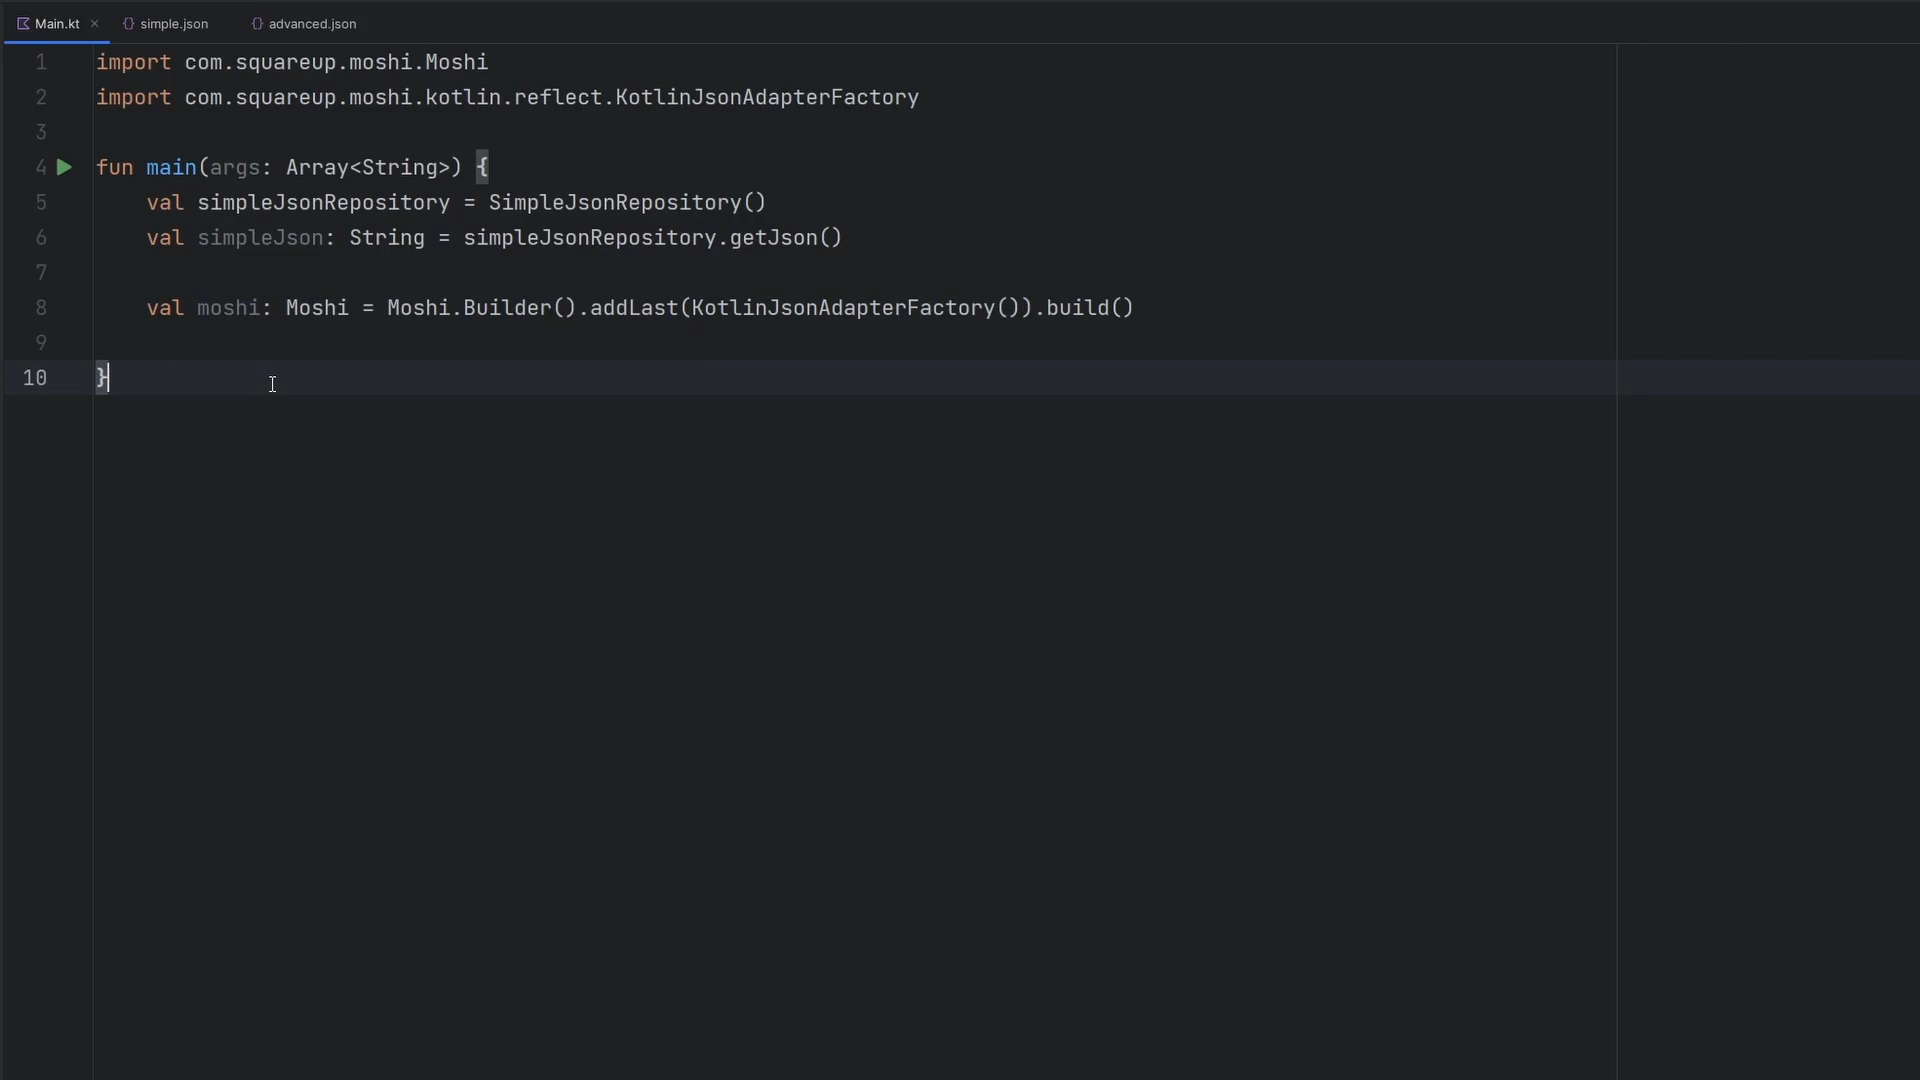 Main.kt simple.json advanced.json
1 import com.squareup.moshi.Moshi
2 import com.squareup.moshi.kotlin.reflect.KotlinJsonAdapterFactory
3
4 fun main(args: Array<String>) {
5 val simpleJsonRepository = SimpleJsonRepository()
6 val simpleJson: String = simpleJsonRepository.getJson()
7
8 val moshi: Moshi = Moshi.Builder().addLast(KotlinJsonAdapterFactory()).build()
9
10 }